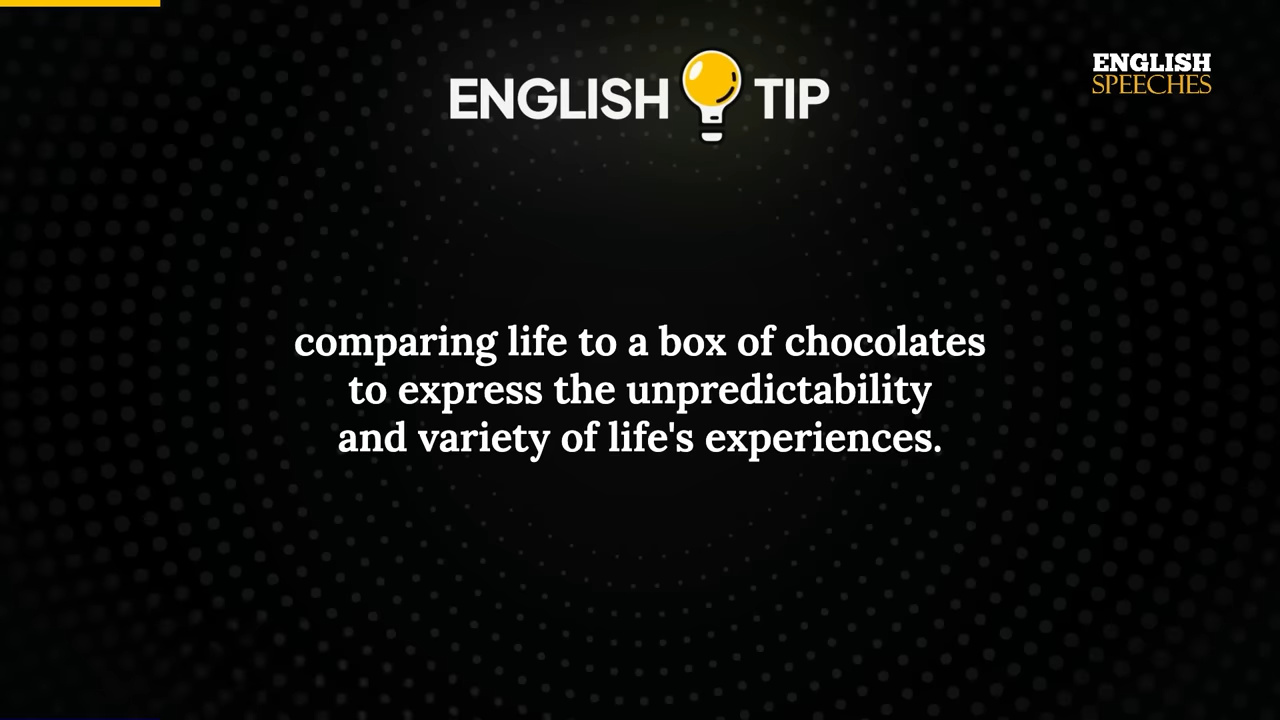 ENGLISH TIP
ENGLISH
SPEECHES
comparing life to a box of chocolates
to express the unpredictability
and variety of life's experiences.